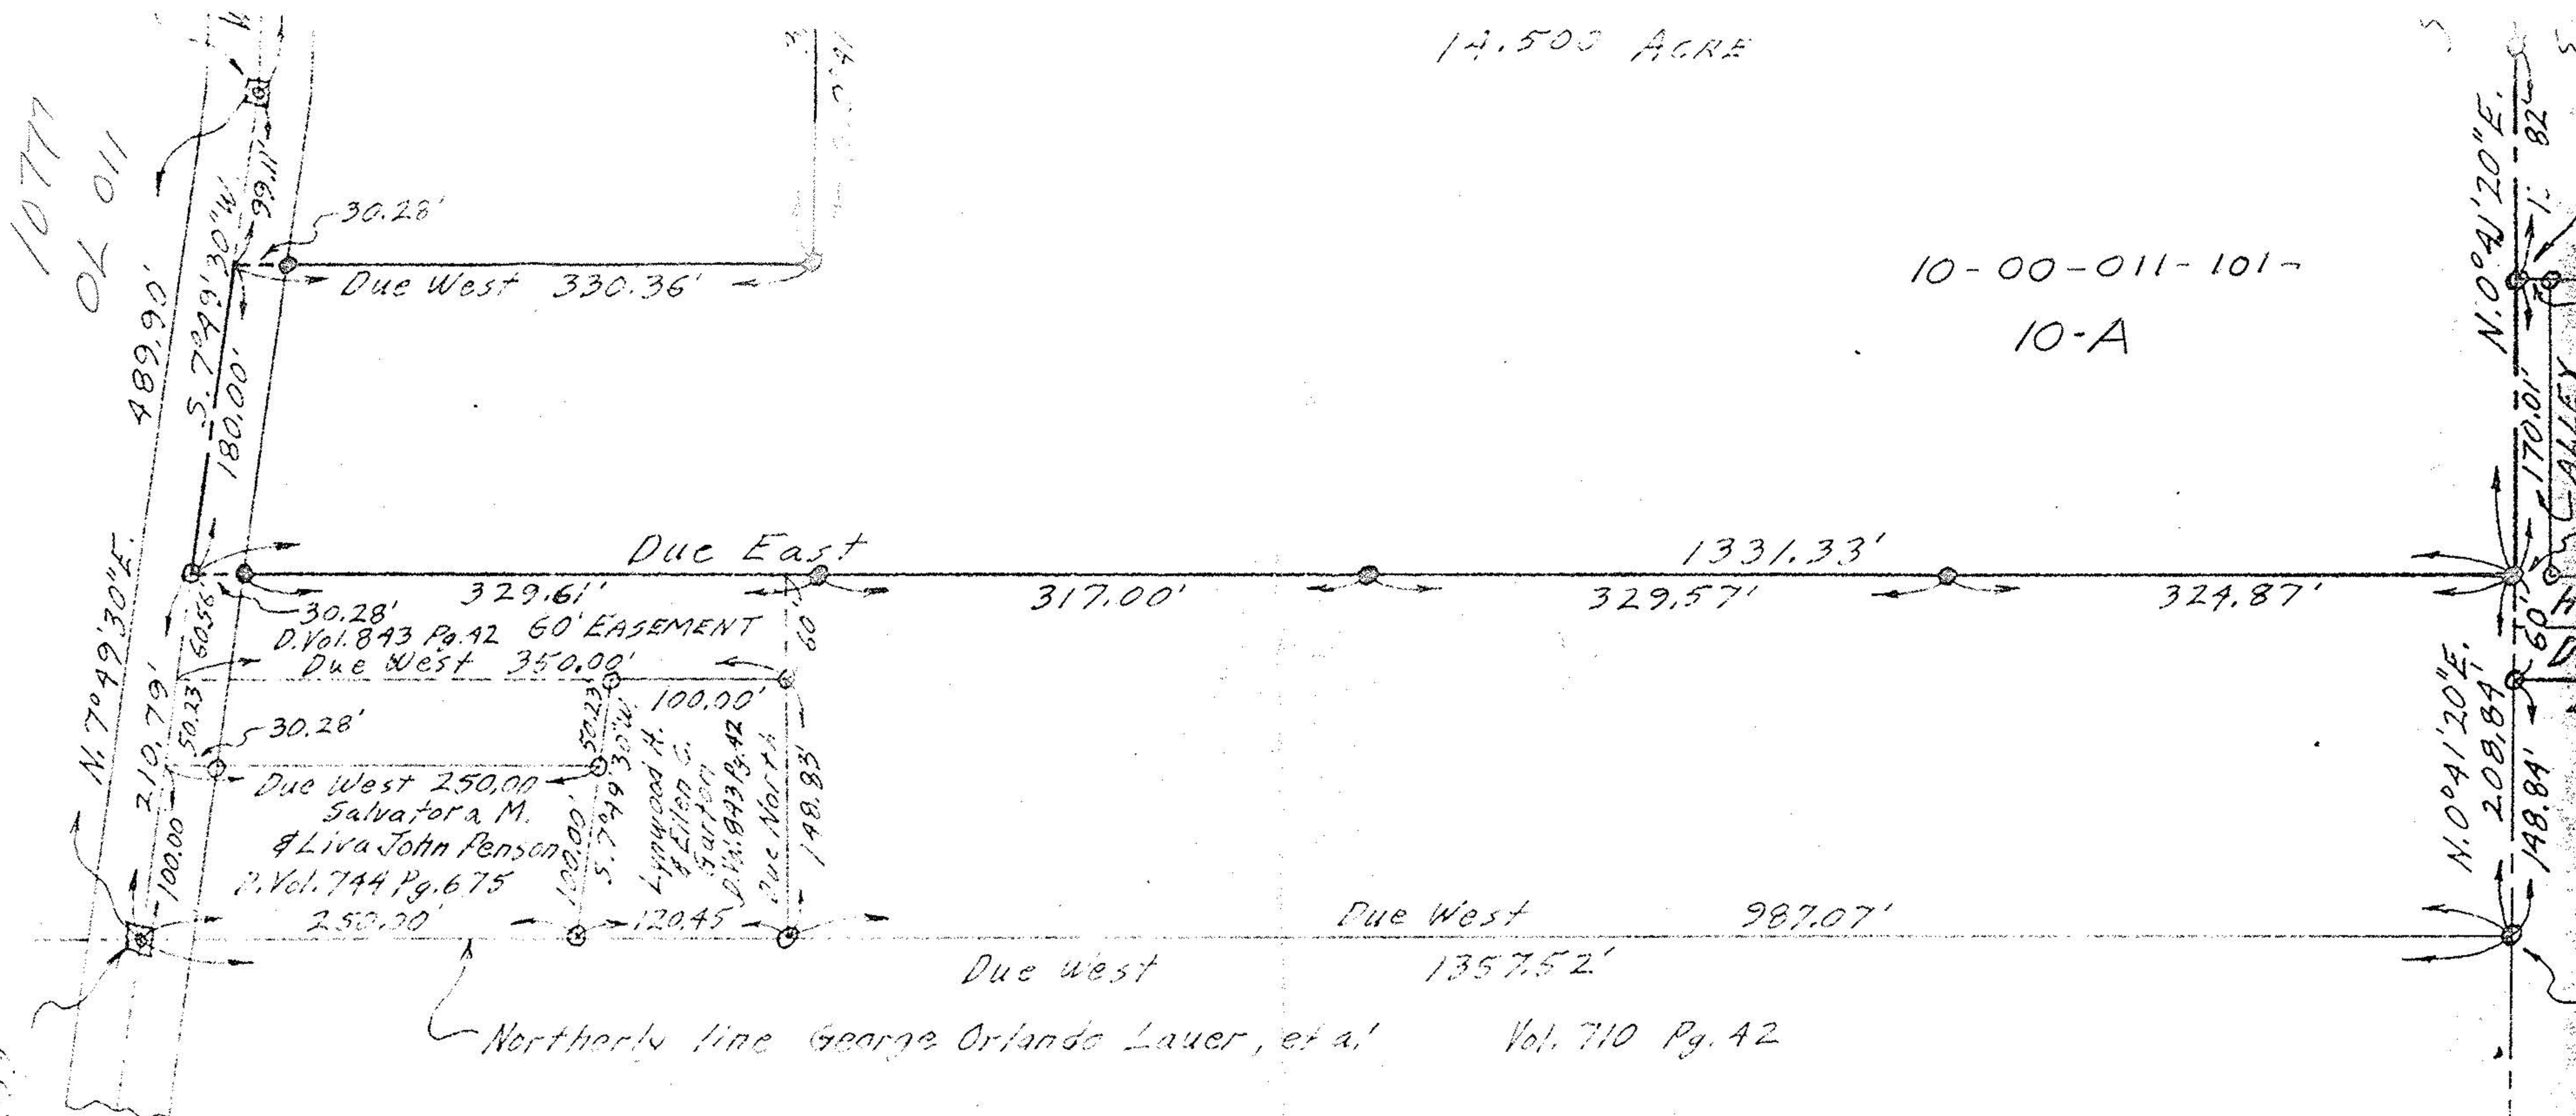 14.500 ACRE
1077
OL 011
99.11'
30.28'
Due West 330.36'
489.90'
S. 7°49'30"W.
180.00'
10-00-011-101-
10-A
N.0°41'20"E.
170.01'
ALLEY
Due East 1331.33'
329.61' 317.00' 329.57' 324.87'
60.56'
30.28'
D.Vol.843 Pg.42 60' EASEMENT
60'
60'
Due West 350.00'
100.00'
N.7°49'30"E.
210.79'
50.23'
50.23'
30.28'
Due West 250.00
Salvatora M.
& Liva John Penson
D.Vol.744 Pg.675
250.00'
100.00
100.00'
S.7°49'30"W.
Lynwood H.
& Eilen C.
D.Vol.843 Pg.42
Due North
148.83'
120.45
N.0°41'20"E.
208.84'
148.84'
Due West 987.07'
Due West 1357.52'
Northerly line George Orlando Lauer, et al Vol. 710 Pg. 42